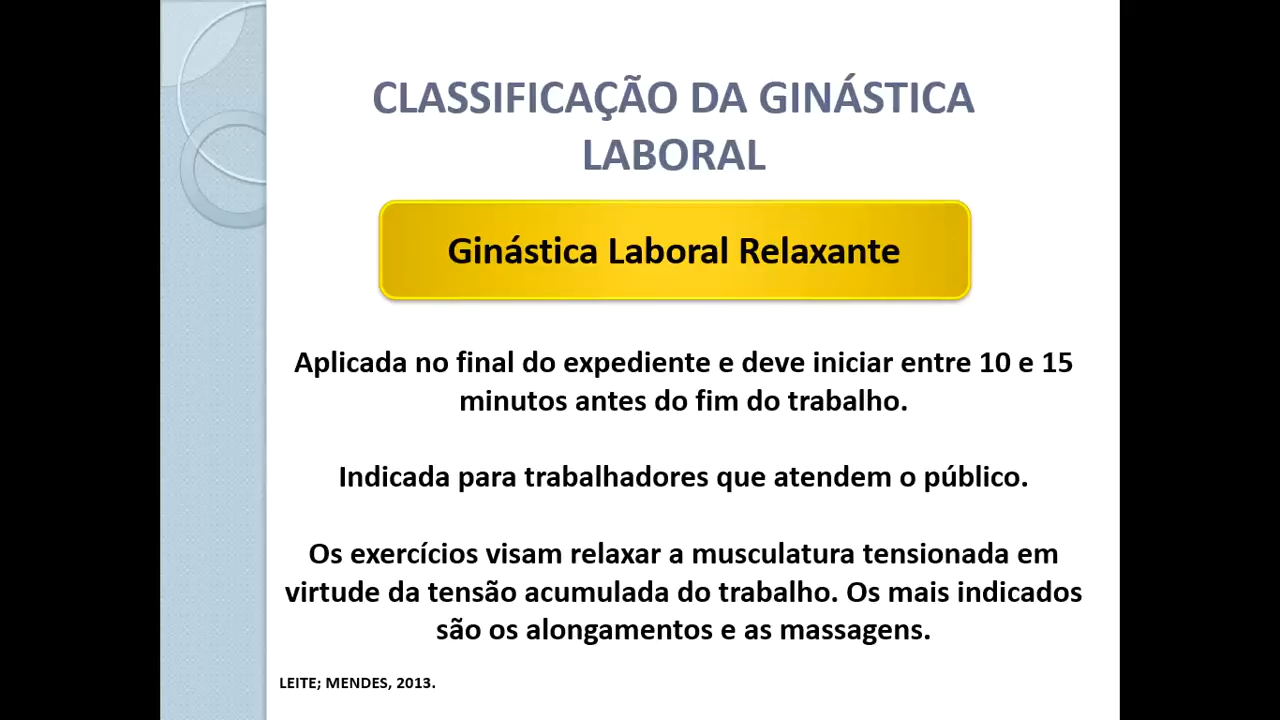 CLASSIFICAÇÃO DA GINÁSTICA
LABORAL
Ginástica Laboral Relaxante
Aplicada no final do expediente e deve iniciar entre 10 e 15
minutos antes do fim do trabalho.
Indicada para trabalhadores que atendem o público.
Os exercícios visam relaxar a musculatura tensionada em
virtude da tensão acumulada do trabalho. Os mais indicados
são os alongamentos e as massagens.
LEITE; MENDES, 2013.